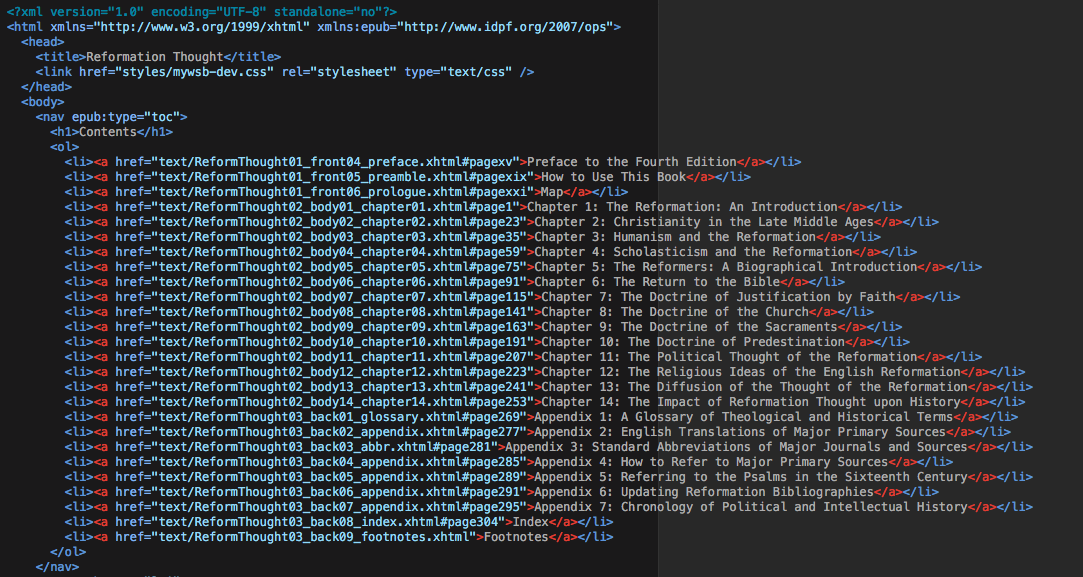 <?xml version="1.0" encoding="UTF-8" standalone="no"?>
<html xmlns="http://www.w3.org/1999/xhtml" xmlns:epub="http://www.idpf.org/2007/ops">
<head>
<title>Reformation Thought</title>
<link href="styles/mywsb-dev.css" rel="stylesheet" type="text/css" />
</head>
<body>
<nav epub:type="toc">
<h1>Contents</h1>
<ol>
<li><a href="text/ReformThought01_front04_preface.xhtml#pagexv">Preface to the Fourth Edition</a></li>
<li><a href="text/ReformThought01_front05_preamble.xhtml#pagexix">How to Use This Book</a></li>
<li><a href="text/ReformThought01_front06_prologue.xhtml#pagexxi">Map</a></li>
<li><a href="text/ReformThought02_body01_chapter01.xhtml#page1">Chapter 1: The Reformation: An Introduction</a></li>
<li><a href="text/ReformThought02_body02_chapter02.xhtml#page23">Chapter 2: Christianity in the Late Middle Ages</a></li>
<li><a href="text/ReformThought02_body03_chapter03.xhtml#page35">Chapter 3: Humanism and the Reformation</a></li>
<li><a href="text/ReformThought02_body04_chapter04.xhtml#page59">Chapter 4: Scholasticism and the Reformation</a></li>
<li><a href="text/ReformThought02_body05_chapter05.xhtml#page75">Chapter 5: The Reformers: A Biographical Introduction</a></li>
<li><a href="text/ReformThought02_body06_chapter06.xhtml#page91">Chapter 6: The Return to the Bible</a></li>
<li><a href="text/ReformThought02_body07_chapter07.xhtml#page115">Chapter 7: The Doctrine of Justification by Faith</a></li>
<li><a href="text/ReformThought02_body08_chapter08.xhtml#page141">Chapter 8: The Doctrine of the Church</a></li>
<li><a href="text/ReformThought02_body09_chapter09.xhtml#page163">Chapter 9: The Doctrine of the Sacraments</a></li>
<li><a href="text/ReformThought02_body10_chapter10.xhtml#page191">Chapter 10: The Doctrine of Predestination</a></li>
<li><a href="text/ReformThought02_body11_chapter11.xhtml#page207">Chapter 11: The Political Thought of the Reformation</a></li>
<li><a href="text/ReformThought02_body12_chapter12.xhtml#page223">Chapter 12: The Religious Ideas of the English Reformation</a></li>
<li><a href="text/ReformThought02_body13_chapter13.xhtml#page241">Chapter 13: The Diffusion of the Thought of the Reformation</a></li>
<li><a href="text/ReformThought02_body14_chapter14.xhtml#page253">Chapter 14: The Impact of Reformation Thought upon History</a></li>
<li><a href="text/ReformThought03_back01_glossary.xhtml#page269">Appendix 1: A Glossary of Theological and Historical Terms</a></li>
<li><a href="text/ReformThought03_back02_appendix.xhtml#page277">Appendix 2: English Translations of Major Primary Sources</a></li>
<li><a href="text/ReformThought03_back03_abbr.xhtml#page281">Appendix 3: Standard Abbreviations of Major Journals and Sources</a></li>
<li><a href="text/ReformThought03_back04_appendix.xhtml#page285">Appendix 4: How to Refer to Major Primary Sources</a></li>
<li><a href="text/ReformThought03_back05_appendix.xhtml#page289">Appendix 5: Referring to the Psalms in the Sixteenth Century</a></li>
<li><a href="text/ReformThought03_back06_appendix.xhtml#page291">Appendix 6: Updating Reformation Bibliographies</a></li>
<li><a href="text/ReformThought03_back07_appendix.xhtml#page295">Appendix 7: Chronology of Political and Intellectual History</a></li>
<li><a href="text/ReformThought03_back08_index.xhtml#page304">Index</a></li>
<li><a href="text/ReformThought03_back09_footnotes.xhtml">Footnotes</a></li>
</ol>
</nav>